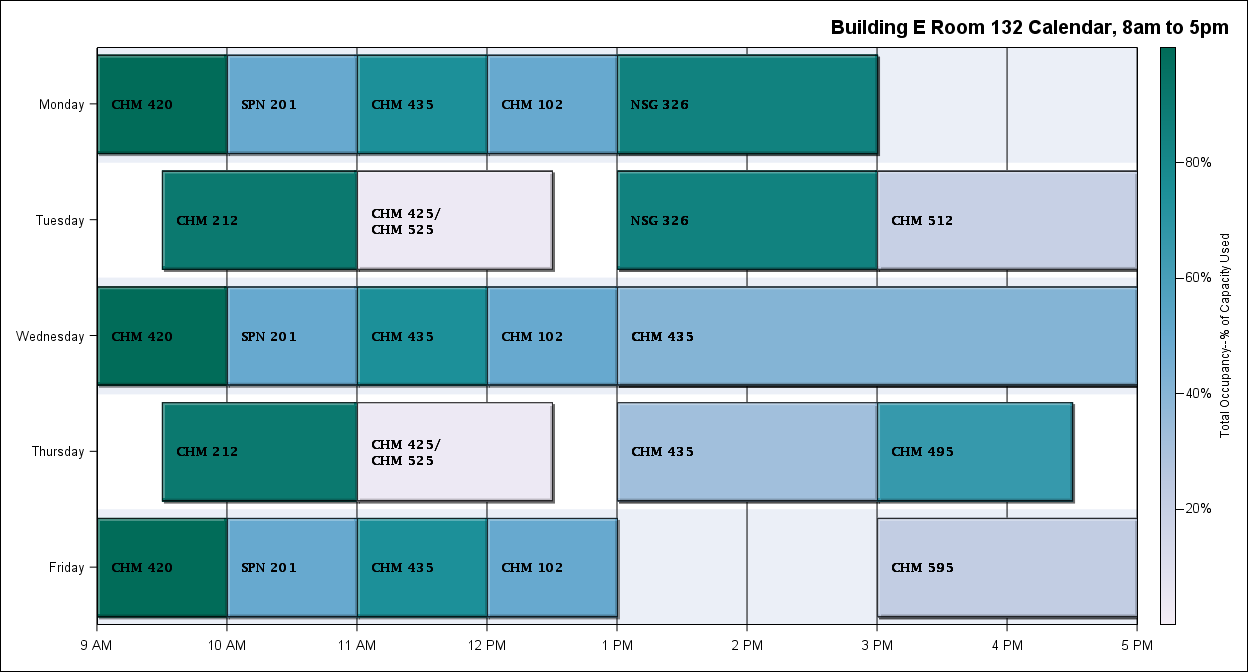 Building E Room 132 Calendar, 8am to 5pm
Monday
CHM 420
SPN 201
CHM 435
CHM 102
NSG 326
Tuesday
CHM 212
CHM 425/
CHM 525
NSG 326
CHM 512
Wednesday
CHM 420
SPN 201
CHM 435
CHM 102
CHM 435
Thursday
CHM 212
CHM 425/
CHM 525
CHM 435
CHM 495
Friday
CHM 420
SPN 201
CHM 435
CHM 102
CHM 595
9 AM
10 AM
11 AM
12 PM
1 PM
2 PM
3 PM
4 PM
5 PM
80%
60%
40%
20%
Total Occupancy--% of Capacity Used